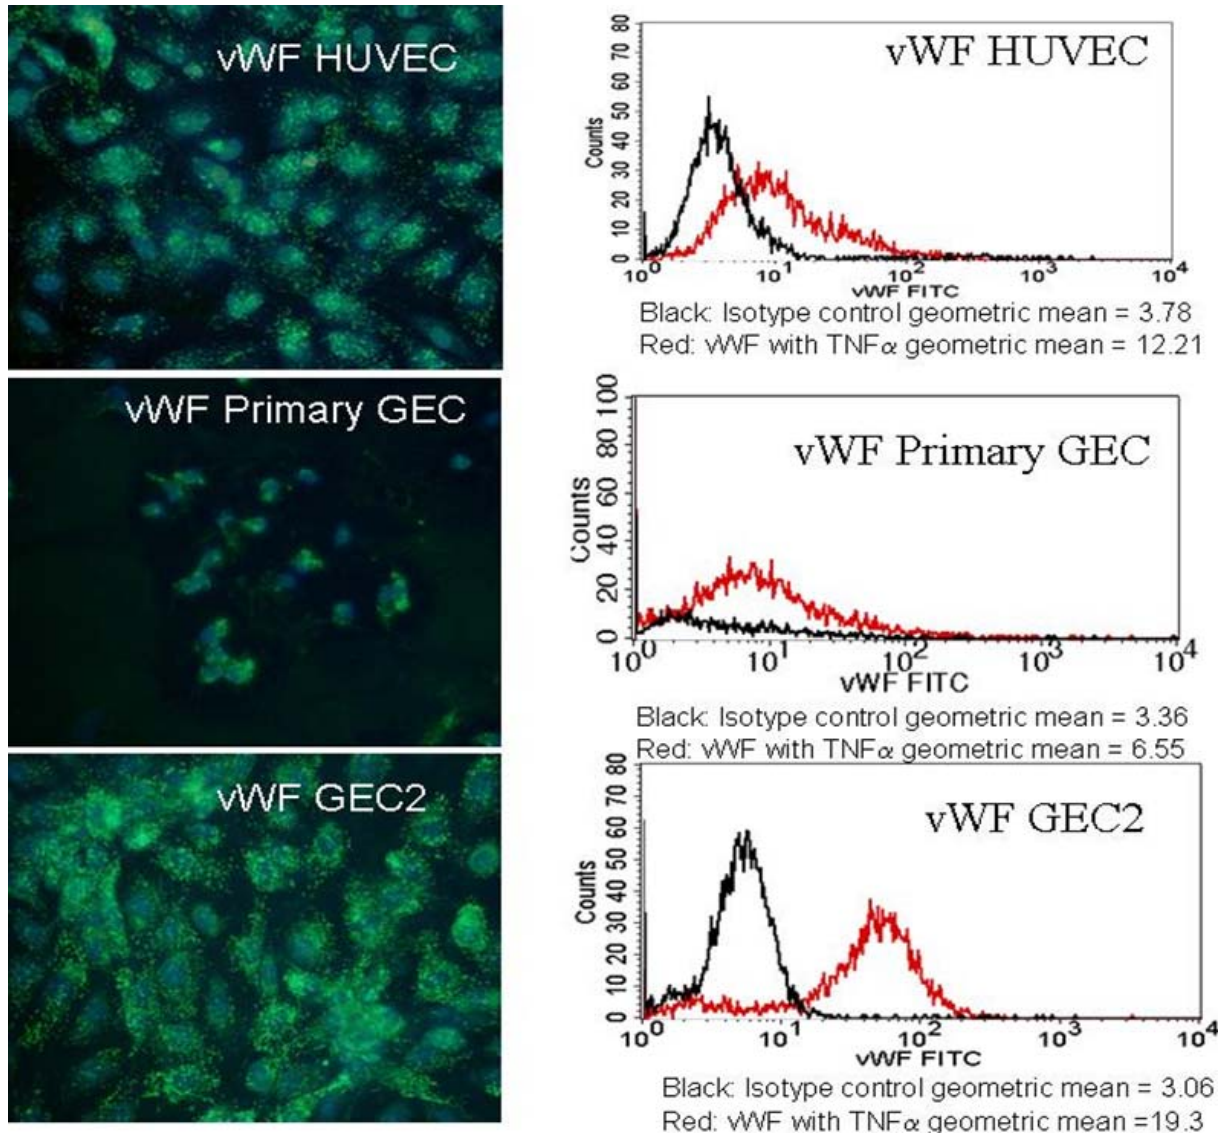 vWF HUVEC
80
70
60
50
40
30
20
10
0
Counts
vWF HUVEC
10⁰ 10¹ 10² 10³ 10⁴
vWF FITC
Black: Isotype control geometric mean = 3.78
Red: vWF with TNFα geometric mean = 12.21
vWF Primary GEC
100
80
60
40
20
0
Counts
vWF Primary GEC
10⁰ 10¹ 10² 10³ 10⁴
vWF FITC
Black: Isotype control geometric mean = 3.36
Red: vWF with TNFα geometric mean = 6.55
vWF GEC2
80
70
60
50
40
30
20
10
0
Counts
vWF GEC2
10⁰ 10¹ 10² 10³ 10⁴
vWF FITC
Black: Isotype control geometric mean = 3.06
Red: vWF with TNFα geometric mean =19.3